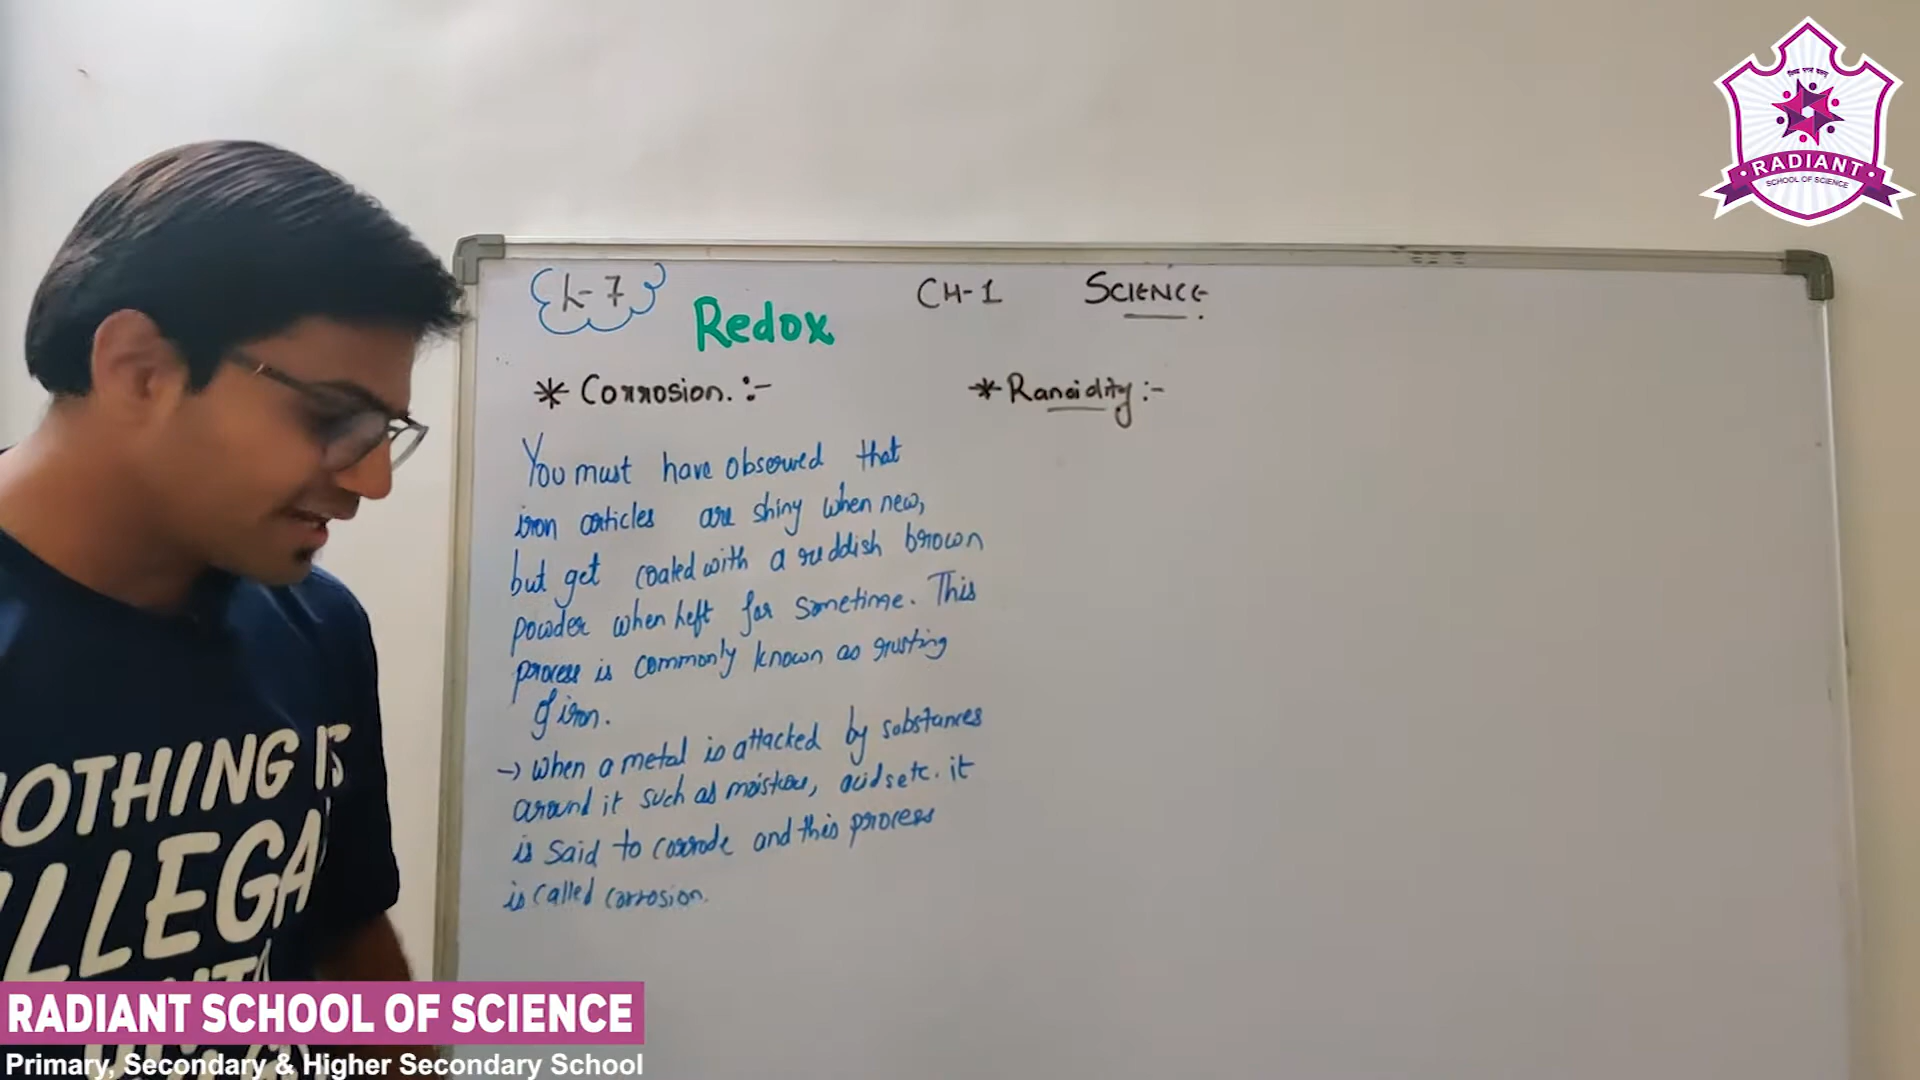 RADIANT
SCHOOL OF SCIENCE
L-7
Redox
CH-1 SCIENCE
* Corrosion. :-
* Rancidity :-
You must have observed that
iron articles are shiny when new,
but get coated with a reddish brown
powder when left for sometime. This
process is commonly known as rusting
of iron.
→ When a metal is attacked by substances
around it such as moisture, acids etc. it
is said to corrode and this process
is called corrosion.
NOTHING IS
ILLEGAL
RADIANT SCHOOL OF SCIENCE
Primary, Secondary & Higher Secondary School